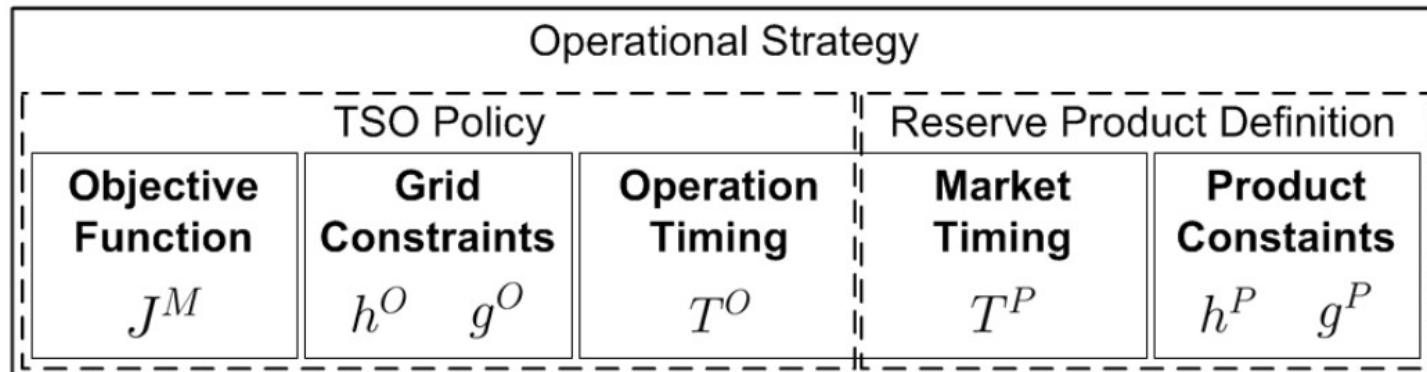 Operational Strategy
TSO Policy
Reserve Product Definition
Objective
Function
J^M
Grid
Constraints
h^O g^O
Operation
Timing
T^O
Market
Timing
T^P
Product
Constaints
h^P g^P